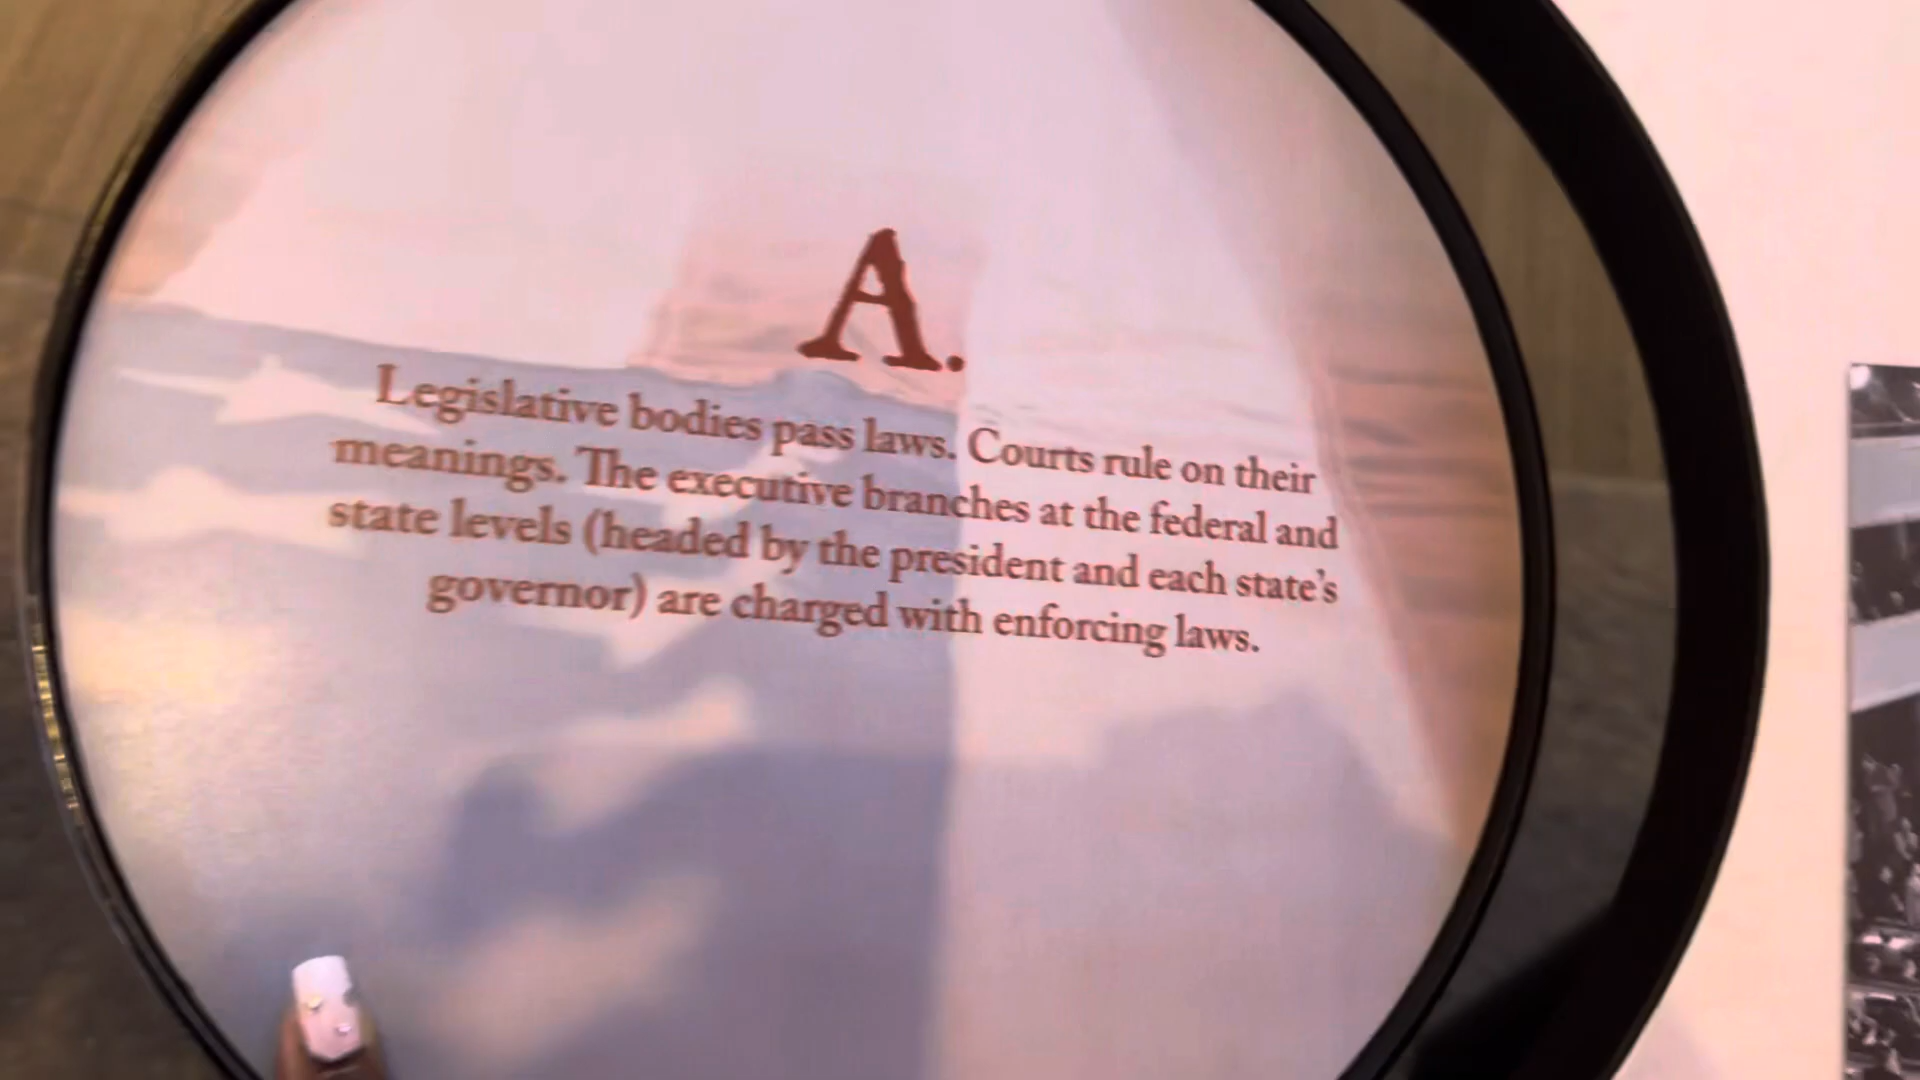 A.
Legislative bodies pass laws. Courts rule on their
meanings. The executive branches at the federal and
state levels (headed by the president and each state’s
governor) are charged with enforcing laws.